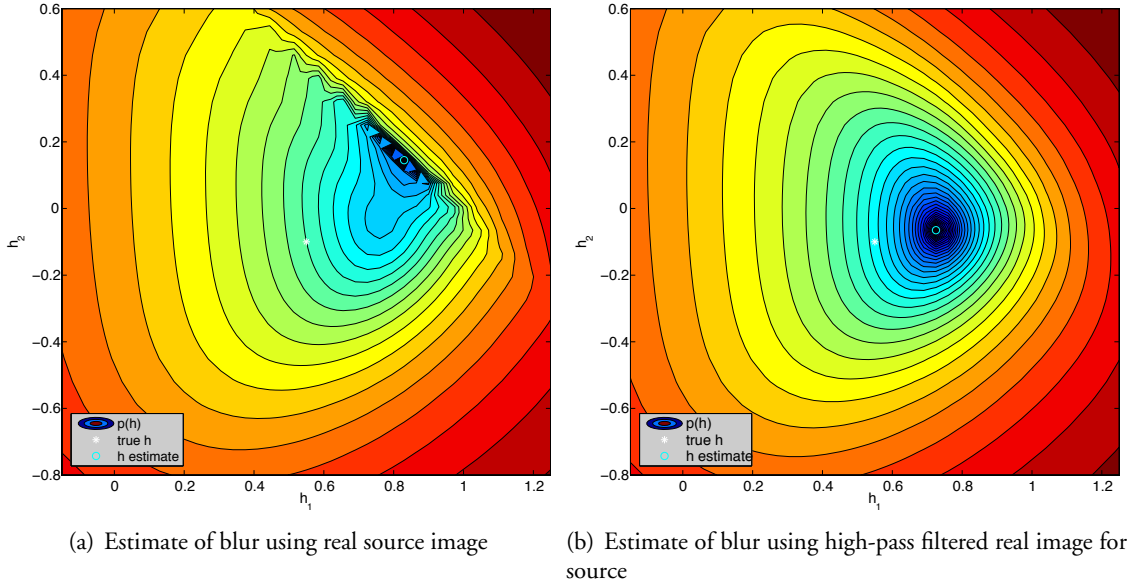 0.6
0.4
0.2
0
−0.2
−0.4
−0.6
−0.8
h2
0 0.2 0.4 0.6 0.8 1 1.2
h1
p(h)
true h
h estimate
(a) Estimate of blur using real source image
0.6
0.4
0.2
0
−0.2
−0.4
−0.6
−0.8
h2
0 0.2 0.4 0.6 0.8 1 1.2
h1
p(h)
true h
h estimate
(b) Estimate of blur using high-pass filtered real image for
source